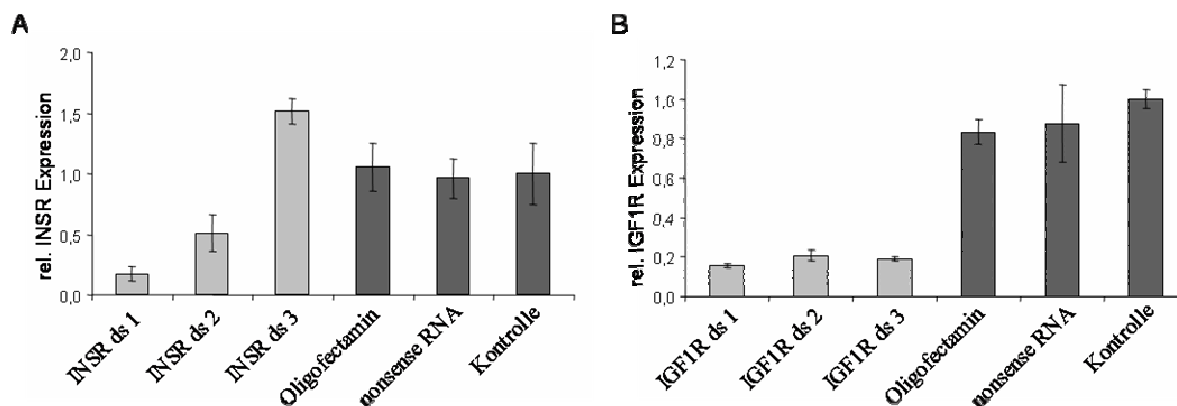 A
rel. INSR Expression
2,0
1,5
1,0
0,5
0,0
INSR ds 1
INSR ds 2
INSR ds 3
Oligofectamin
nonsense RNA
Kontrolle
B
rel. IGF1R Expression
1,2
1,0
0,8
0,6
0,4
0,2
0,0
IGF1R ds 1
IGF1R ds 2
IGF1R ds 3
Oligofectamin
nonsense RNA
Kontrolle